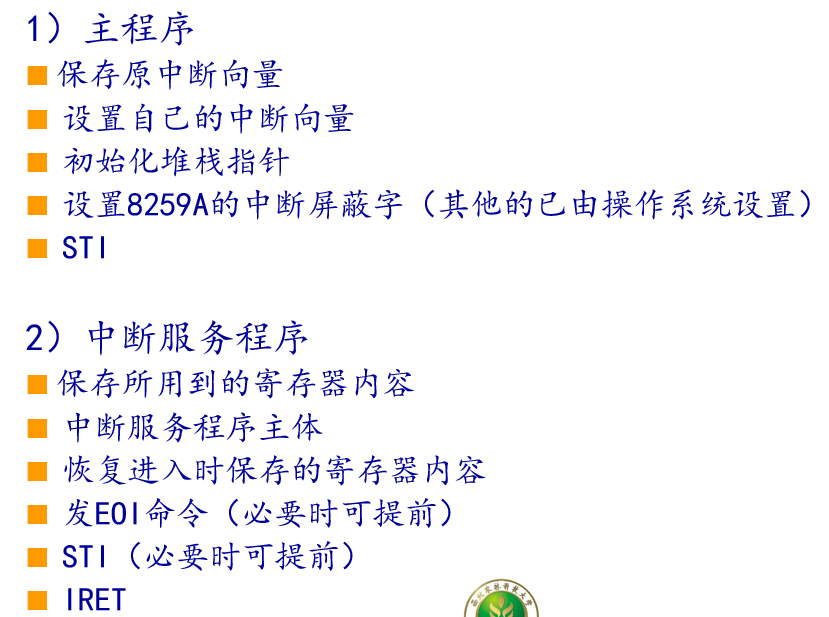 1）主程序
保存原中断向量
设置自己的中断向量
初始化堆栈指针
设置8259A的中断屏蔽字（其他的已由操作系统设置）
STI
2）中断服务程序
保存所用到的寄存器内容
中断服务程序主体
恢复进入时保存的寄存器内容
发EOI命令（必要时可提前）
STI（必要时可提前）
IRET